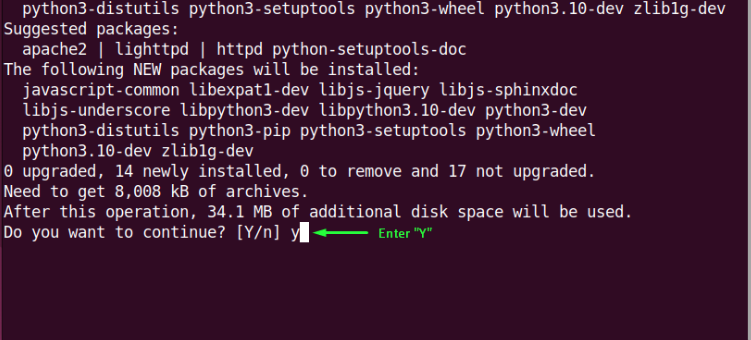 python3-distutils python3-setuptools python3-wheel python3.10-dev zlib1g-dev
Suggested packages:
apache2 | lighttpd | httpd python-setuptools-doc
The following NEW packages will be installed:
javascript-common libexpat1-dev libjs-jquery libjs-sphinxdoc
libjs-underscore libpython3-dev libpython3.10-dev python3-dev
python3-distutils python3-pip python3-setuptools python3-wheel
python3.10-dev zlib1g-dev
0 upgraded, 14 newly installed, 0 to remove and 17 not upgraded.
Need to get 8,008 kB of archives.
After this operation, 34.1 MB of additional disk space will be used.
Do you want to continue? [Y/n] y Enter "Y"